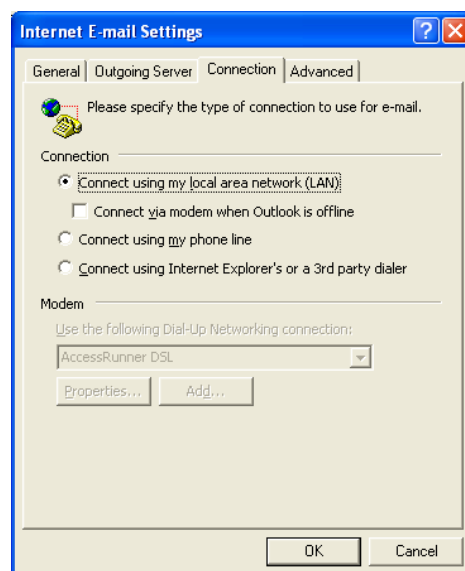 Internet E-mail Settings
General Outgoing Server Connection Advanced
Please specify the type of connection to use for e-mail.
Connection
Connect using my local area network (LAN)
Connect via modem when Outlook is offline
Connect using my phone line
Connect using Internet Explorer's or a 3rd party dialer
Modem
Use the following Dial-Up Networking connection:
AccessRunner DSL
Properties... Add...
OK Cancel